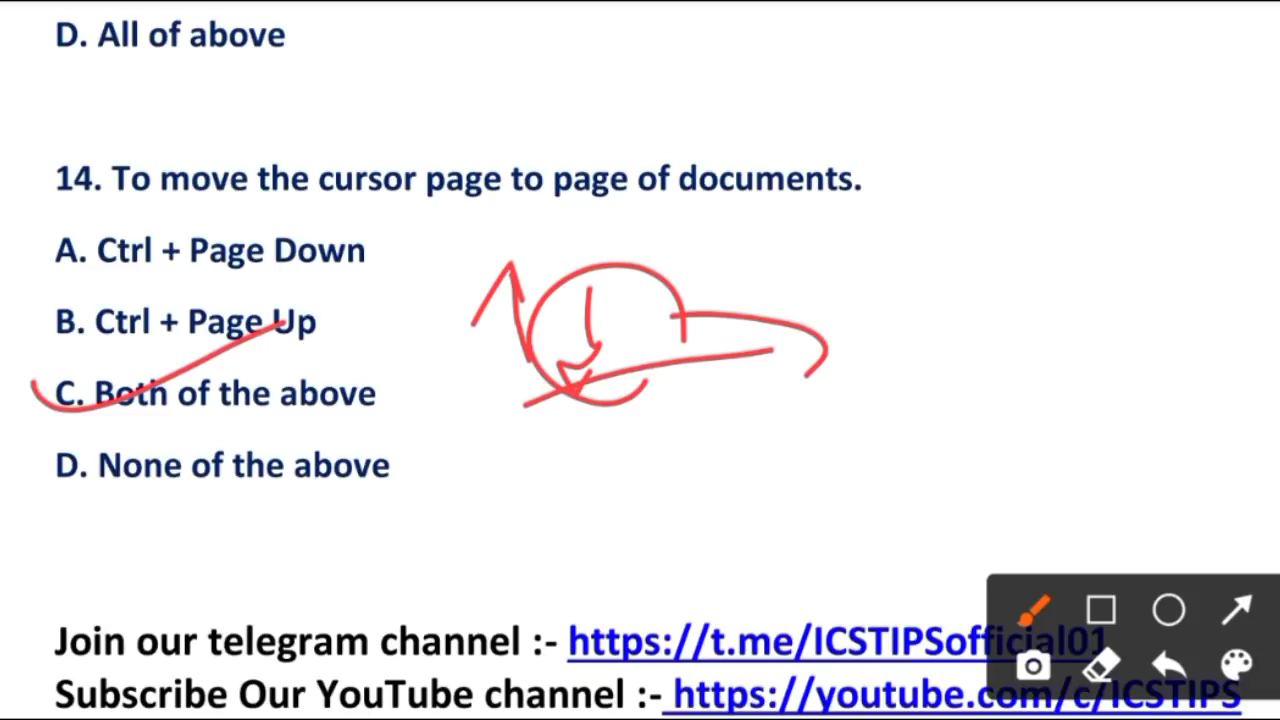 D. All of above
14. To move the cursor page to page of documents.
A. Ctrl + Page Down
B. Ctrl + Page Up
C. Both of the above
D. None of the above
Join our telegram channel :- https://t.me/ICSTIPSofficial01
Subscribe Our YouTube channel :- https://youtube.com/c/ICSTIPS